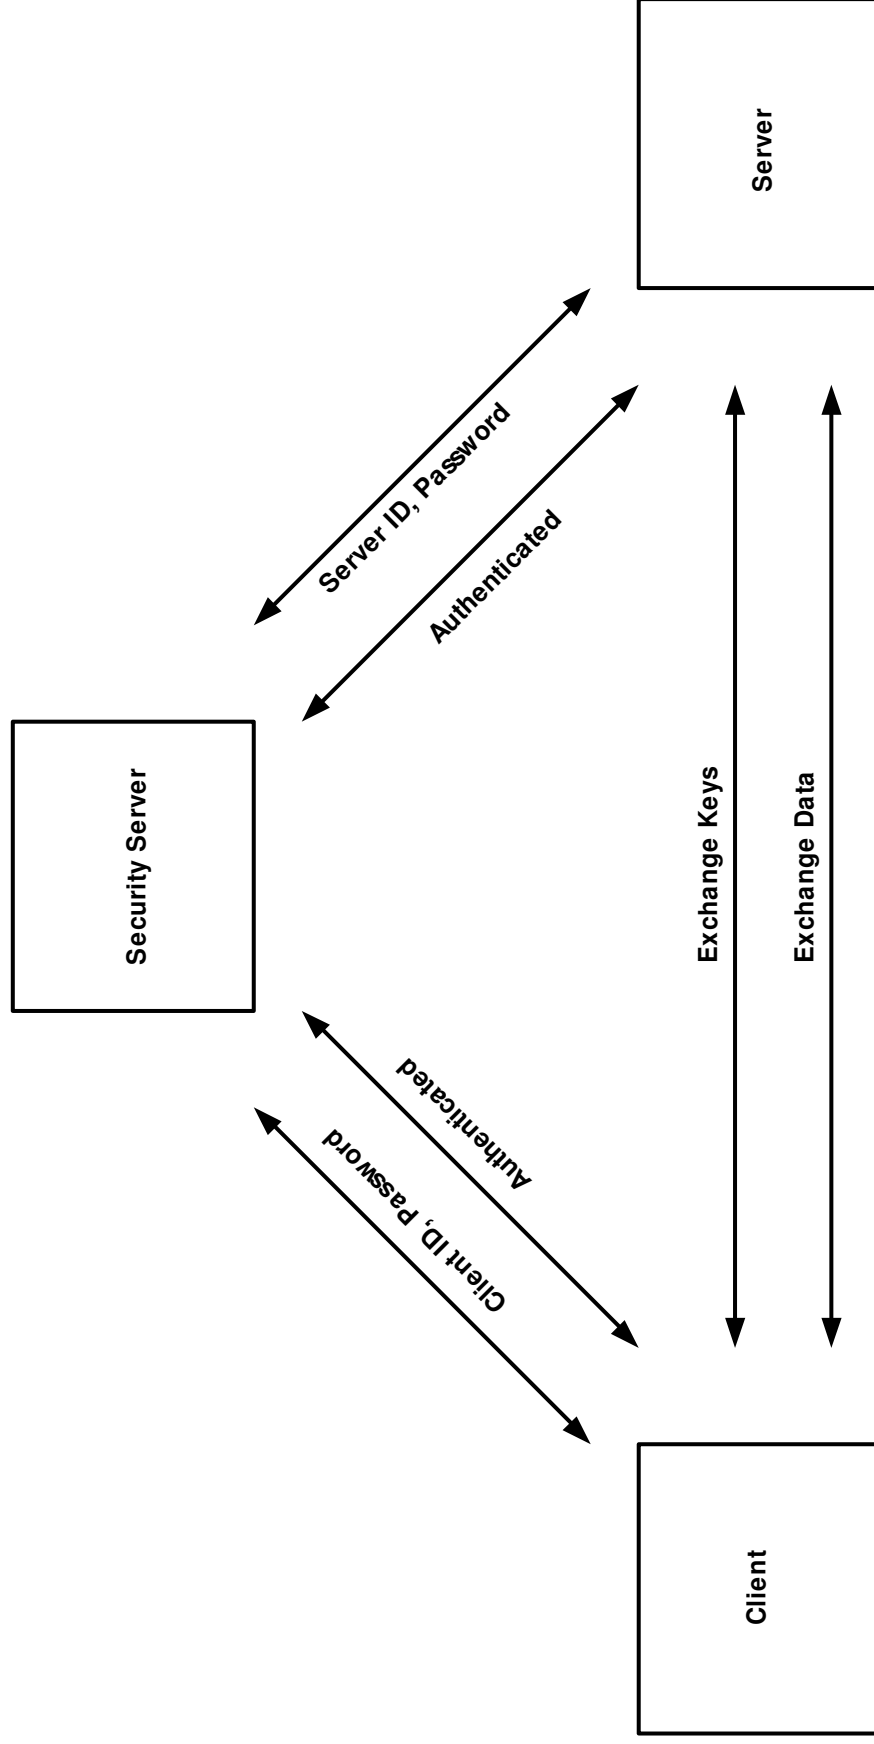 Security Server
Client ID, Password
Authenticated
Server ID, Password
Authenticated
Exchange Keys
Exchange Data
Client
Server